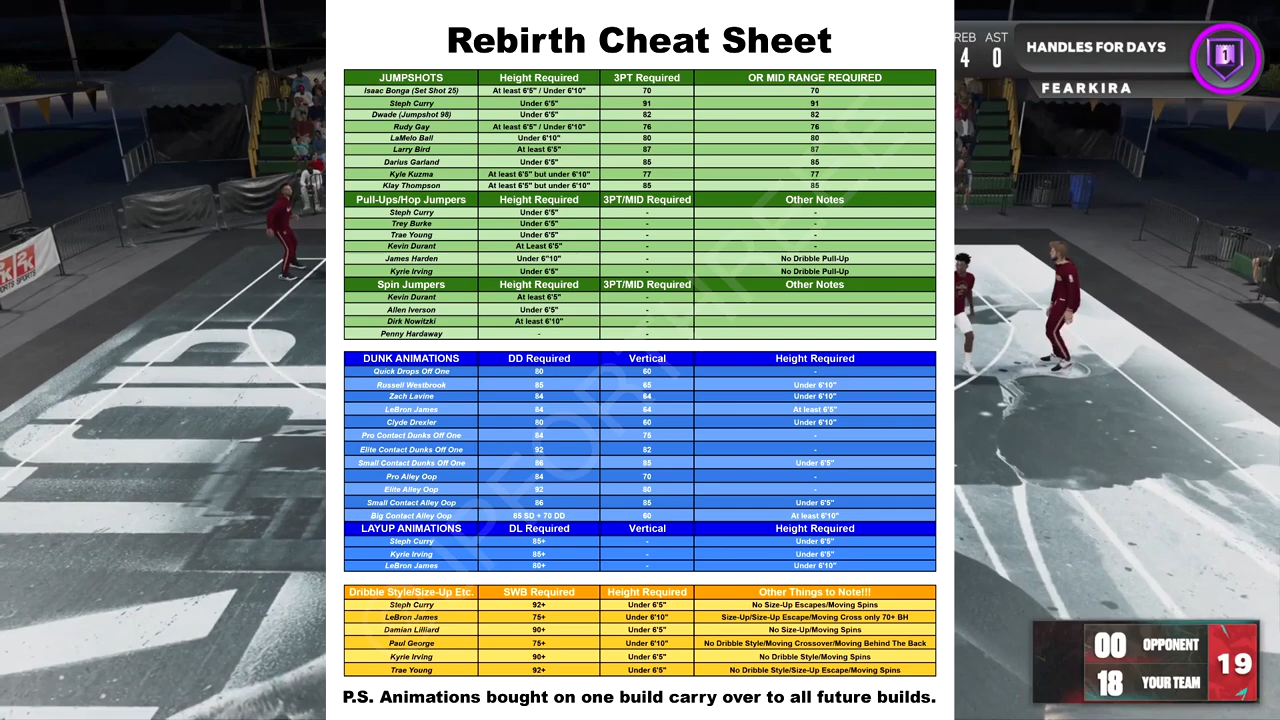 Rebirth Cheat Sheet
JUMPSHOTS Height Required 3PT Required OR MID RANGE REQUIRED
Isaac Bonga (Set Shot 25) At least 6'5" / Under 6'10" 70 70
Steph Curry Under 6'5" 91 91
Dwade (Jumpshot 98) Under 6'5" 82 82
Rudy Gay At least 6'5" / Under 6'10" 76 76
LaMelo Ball Under 6'10" 80 80
Larry Bird At least 6'5" 87 87
Darius Garland Under 6'5" 85 85
Kyle Kuzma At least 6'5" but under 6'10" 77 77
Klay Thompson At least 6'5" but under 6'10" 85 85
Pull-Ups/Hop Jumpers Height Required 3PT/MID Required Other Notes
Steph Curry Under 6'5" - -
Trey Burke Under 6'5" - -
Trae Young Under 6'5" - -
Kevin Durant At Least 6'5" - -
James Harden Under 6"10" - No Dribble Pull-Up
Kyrie Irving Under 6'5" - No Dribble Pull-Up
Spin Jumpers Height Required 3PT/MID Required Other Notes
Kevin Durant At least 6'5" -
Allen Iverson Under 6'5" -
Dirk Nowitzki At least 6'10" -
Penny Hardaway - -
DUNK ANIMATIONS DD Required Vertical Height Required
Quick Drops Off One 80 60 -
Russell Westbrook 85 65 Under 6'10"
Zach Lavine 84 64 Under 6'10"
LeBron James 84 64 At least 6'5"
Clyde Drexler 80 60 Under 6'10"
Pro Contact Dunks Off One 84 75 -
Elite Contact Dunks Off One 92 82 -
Small Contact Dunks Off One 86 85 Under 6'5"
Pro Alley Oop 84 70 -
Elite Alley Oop 92 80 -
Small Contact Alley Oop 86 85 Under 6'5"
Big Contact Alley Oop 85 SD + 70 DD 60 At least 6'10"
LAYUP ANIMATIONS DL Required Vertical Height Required
Steph Curry 85+ - Under 6'5"
Kyrie Irving 85+ - Under 6'5"
LeBron James 80+ - Under 6'10"
Dribble Style/Size-Up Etc. SWB Required Height Required Other Things to Note!!!
Steph Curry 92+ Under 6'5" No Size-Up Escapes/Moving Spins
LeBron James 75+ Under 6'10" Size-Up/Size-Up Escape/Moving Cross only 70+ BH
Damian Lilliard 90+ Under 6'5" No Size-Up/Moving Spins
Paul George 75+ Under 6'10" No Dribble Style/Moving Crossover/Moving Behind The Back
Kyrie Irving 90+ Under 6'5" No Dribble Style/Moving Spins
Trae Young 92+ Under 6'5" No Dribble Style/Size-Up Escape/Moving Spins
P.S. Animations bought on one build carry over to all future builds.
REB AST
4 0
HANDLES FOR DAYS
1
FEARKIRA
00 OPPONENT
18 YOUR TEAM
19